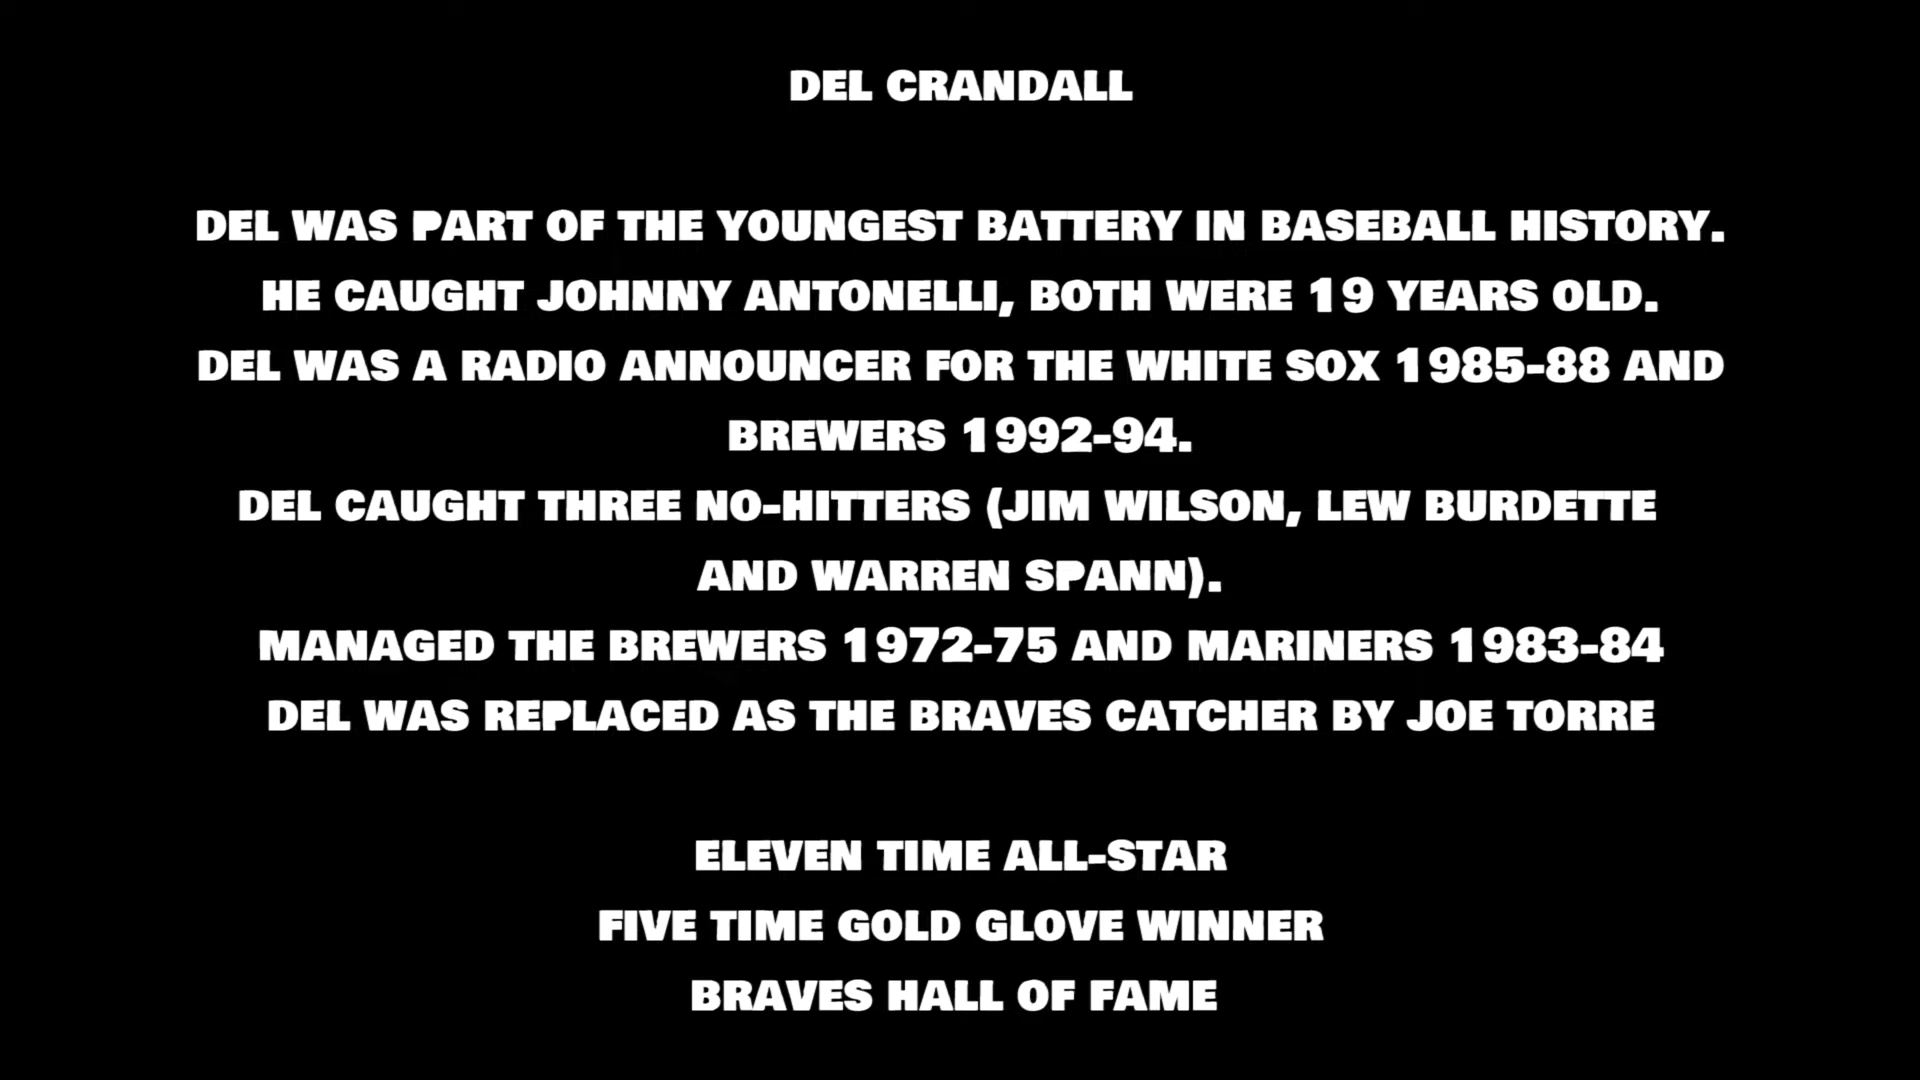 DEL CRANDALL
DEL WAS PART OF THE YOUNGEST BATTERY IN BASEBALL HISTORY.
HE CAUGHT JOHNNY ANTONELLI, BOTH WERE 19 YEARS OLD.
DEL WAS A RADIO ANNOUNCER FOR THE WHITE SOX 1985-88 AND
BREWERS 1992-94.
DEL CAUGHT THREE NO-HITTERS (JIM WILSON, LEW BURDETTE
AND WARREN SPANN).
MANAGED THE BREWERS 1972-75 AND MARINERS 1983-84
DEL WAS REPLACED AS THE BRAVES CATCHER BY JOE TORRE
ELEVEN TIME ALL-STAR
FIVE TIME GOLD GLOVE WINNER
BRAVES HALL OF FAME